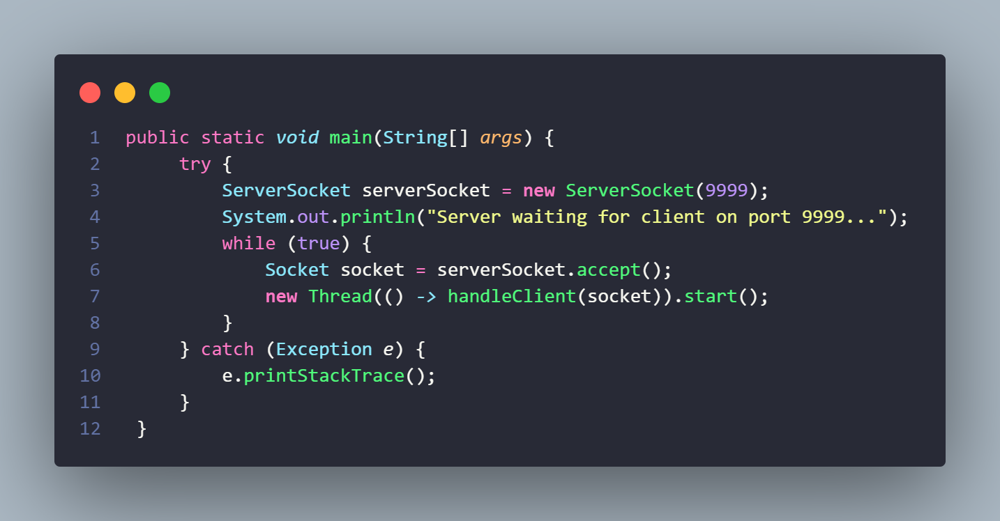 1 public static void main(String[] args) {
2     try {
3         ServerSocket serverSocket = new ServerSocket(9999);
4         System.out.println("Server waiting for client on port 9999...");
5         while (true) {
6             Socket socket = serverSocket.accept();
7             new Thread(() -> handleClient(socket)).start();
8         }
9     } catch (Exception e) {
10         e.printStackTrace();
11     }
12 }